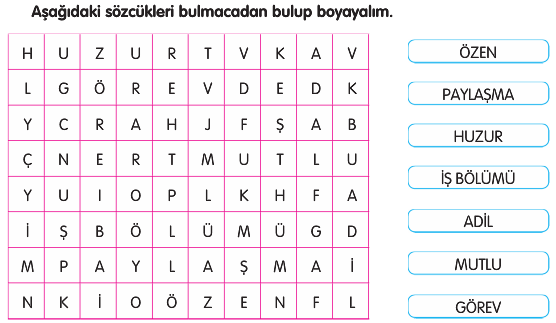 Aşağıdaki sözcükleri bulmacadan bulup boyayalım.
H U Z U R T V K A V
L G Ö R E V D E D K
Y C R A H J F Ş A B
Ç N E R T M U T L U
Y U I O P L K H F A
İ Ş B Ö L Ü M Ü G D
M P A Y L A Ş M A İ
N K İ O Ö Z E N F L
ÖZEN
PAYLAŞMA
HUZUR
İŞ BÖLÜMÜ
ADİL
MUTLU
GÖREV